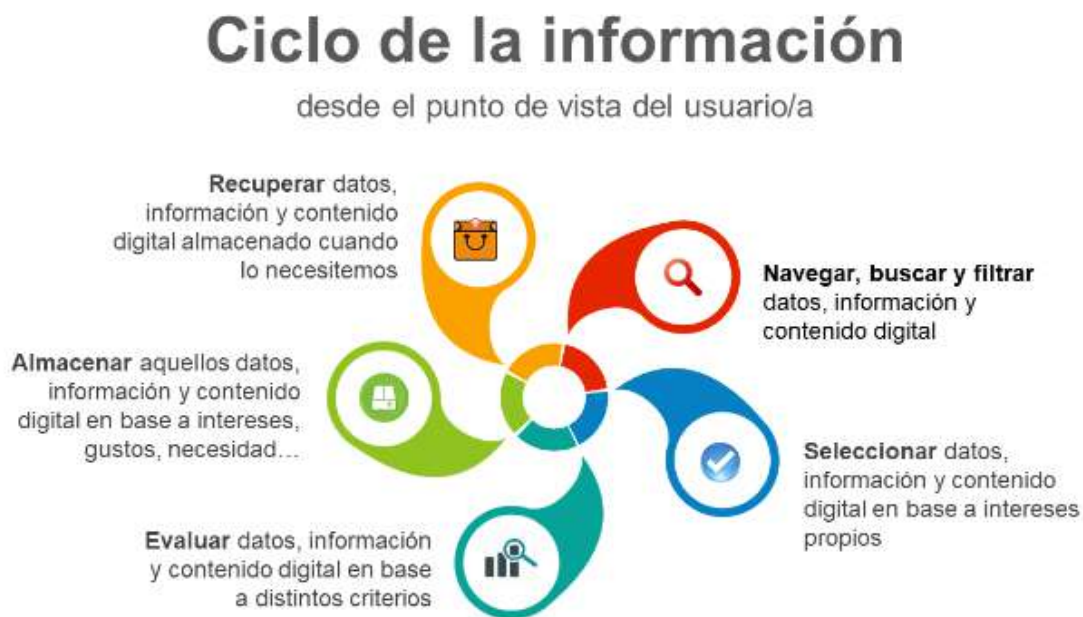 Ciclo de la información
desde el punto de vista del usuario/a
Recuperar datos,
información y contenido
digital almacenado cuando
lo necesitemos
Navegar, buscar y filtrar
datos, información y
contenido digital
Almacenar aquellos datos,
información y contenido
digital en base a intereses,
gustos, necesidad…
Seleccionar datos,
información y contenido
digital en base a intereses
propios
Evaluar datos, información
y contenido digital en base
a distintos criterios